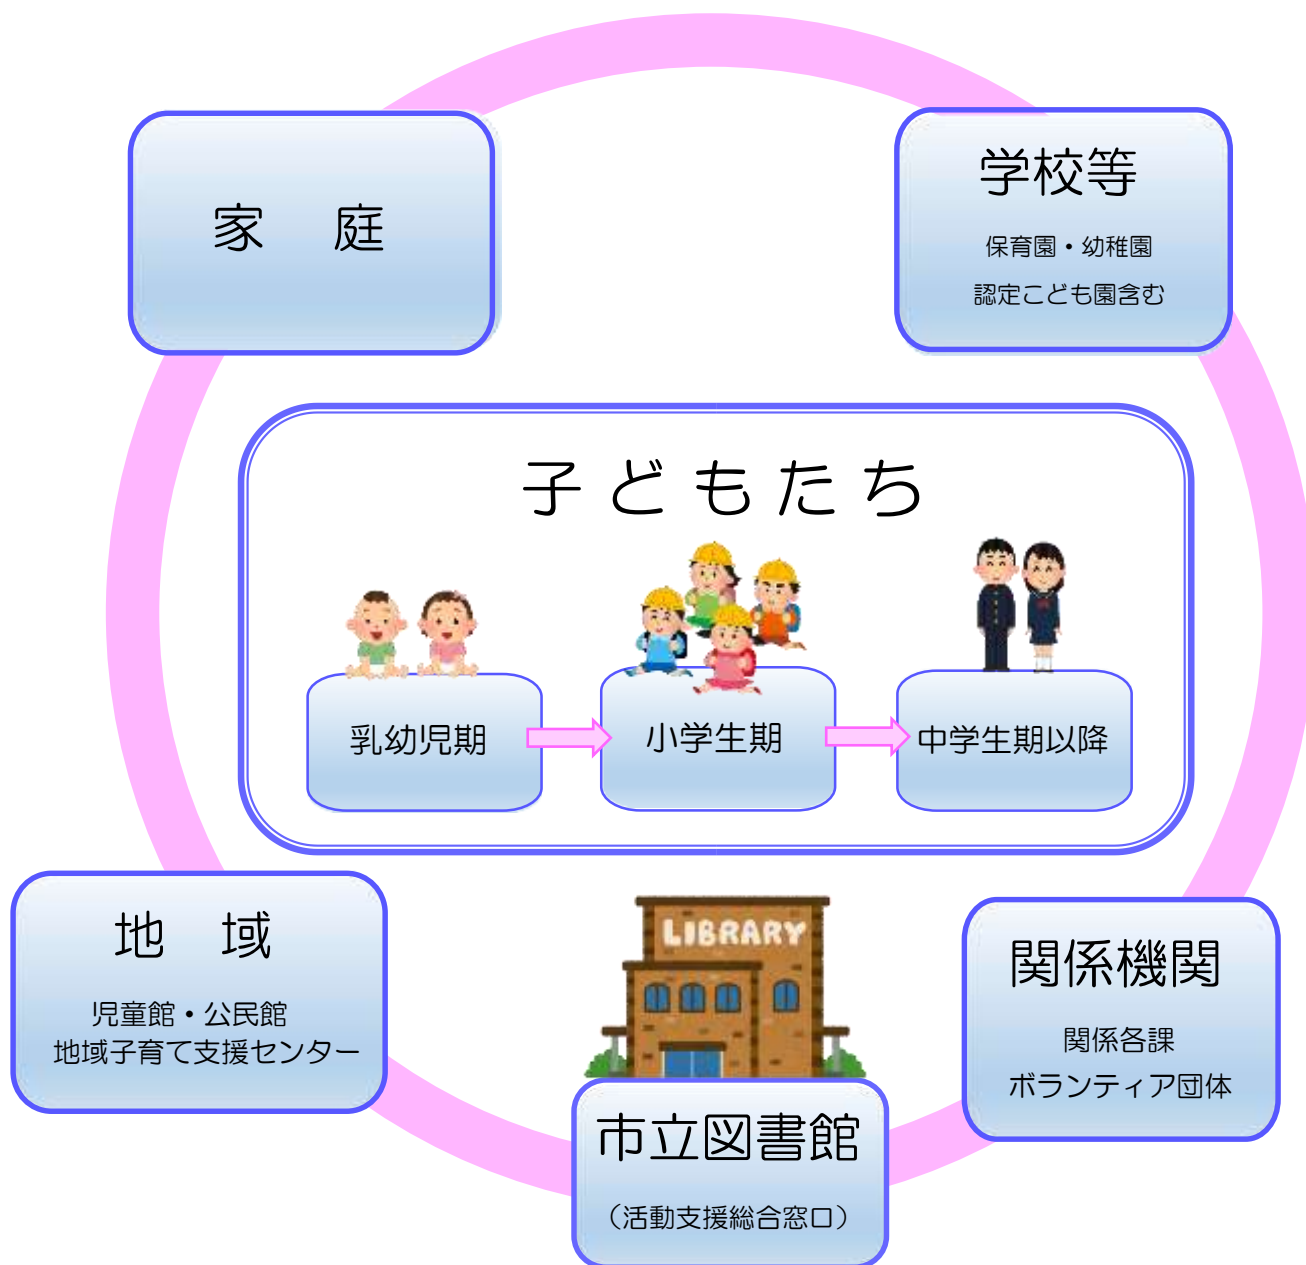 家　庭
学校等
保育園・幼稚園
認定こども園含む
子どもたち
乳幼児期
小学生期
中学生期以降
地　域
児童館・公民館
地域子育て支援センター
LIBRARY
市立図書館
（活動支援総合窓口）
関係機関
関係各課
ボランティア団体